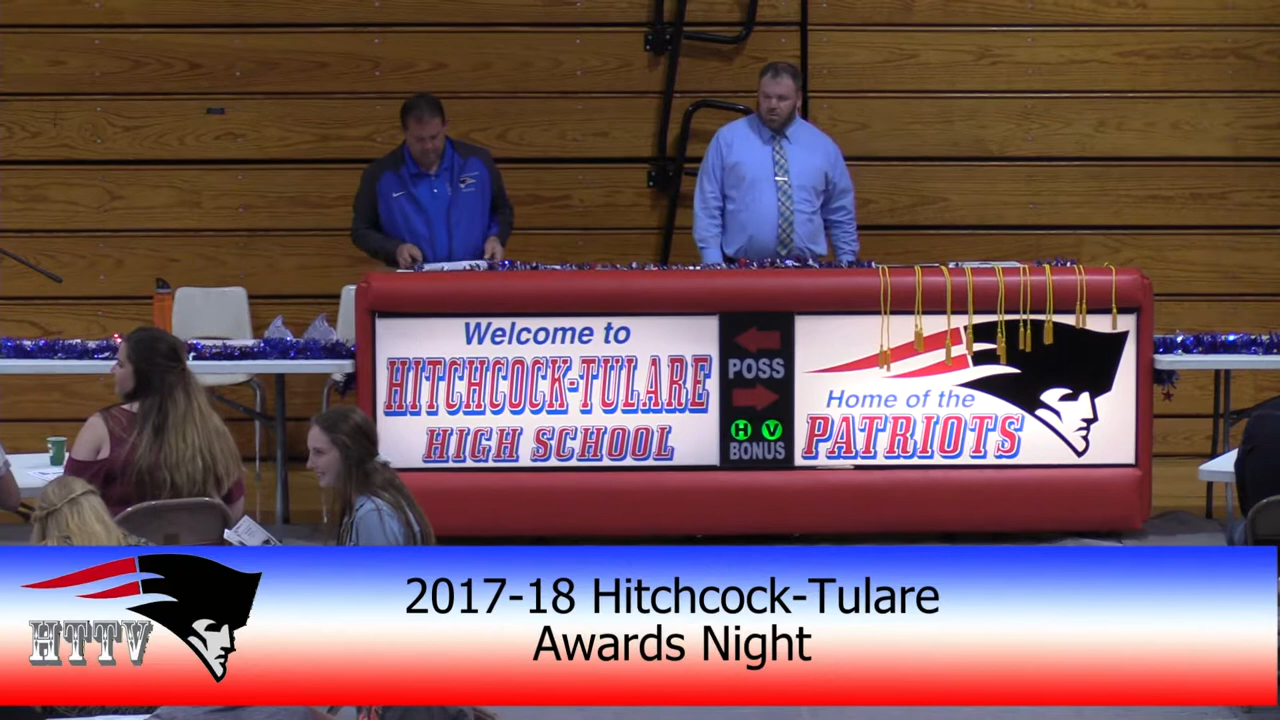 Welcome to
HITCHCOCK-TULARE
HIGH SCHOOL
POSS
H V
BONUS
Home of the
PATRIOTS
HTTV
2017-18 Hitchcock-Tulare
Awards Night